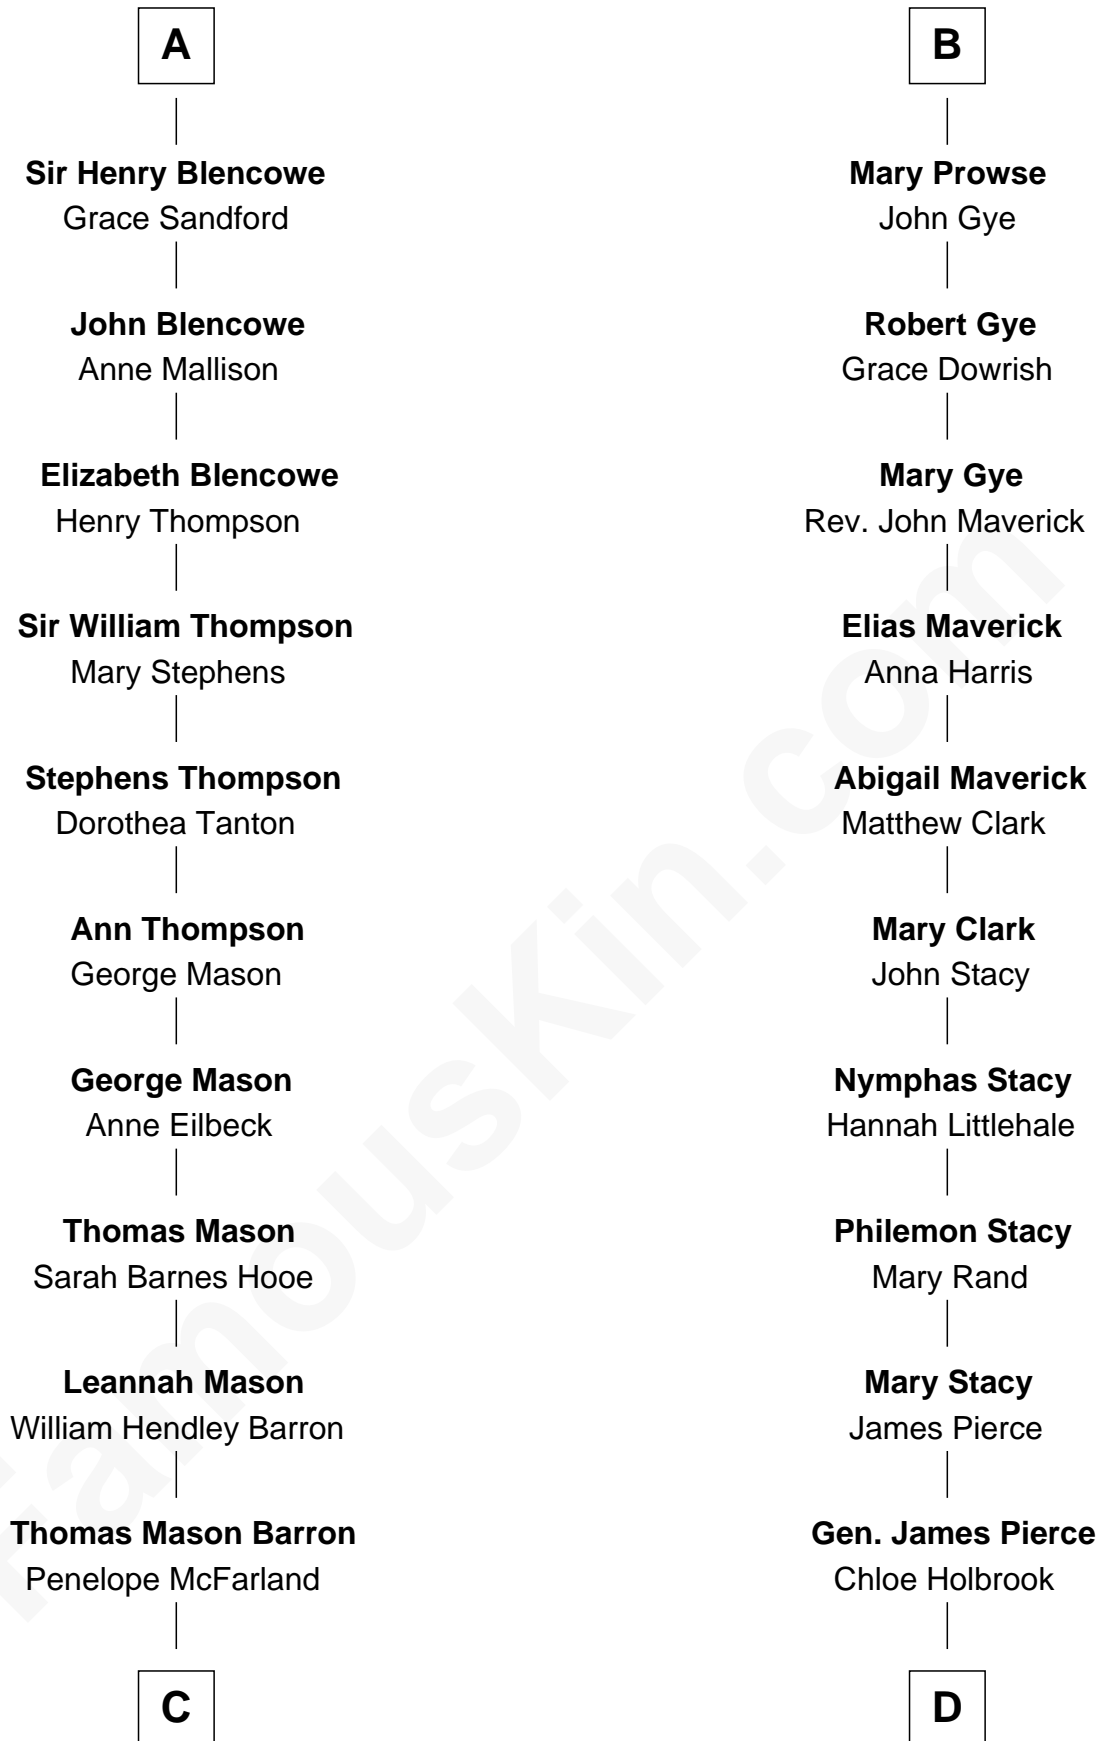 A
Sir Henry Blencowe
Grace Sandford
John Blencowe
Anne Mallison
Elizabeth Blencowe
Henry Thompson
Sir William Thompson
Mary Stephens
Stephens Thompson
Dorothea Tanton
Ann Thompson
George Mason
George Mason
Anne Eilbeck
Thomas Mason
Sarah Barnes Hooe
Leannah Mason
William Hendley Barron
Thomas Mason Barron
Penelope McFarland
C
B
Mary Prowse
John Gye
Robert Gye
Grace Dowrish
Mary Gye
Rev. John Maverick
Elias Maverick
Anna Harris
Abigail Maverick
Matthew Clark
Mary Clark
John Stacy
Nymphas Stacy
Hannah Littlehale
Philemon Stacy
Mary Rand
Mary Stacy
James Pierce
Gen. James Pierce
Chloe Holbrook
D
FamousKin.com